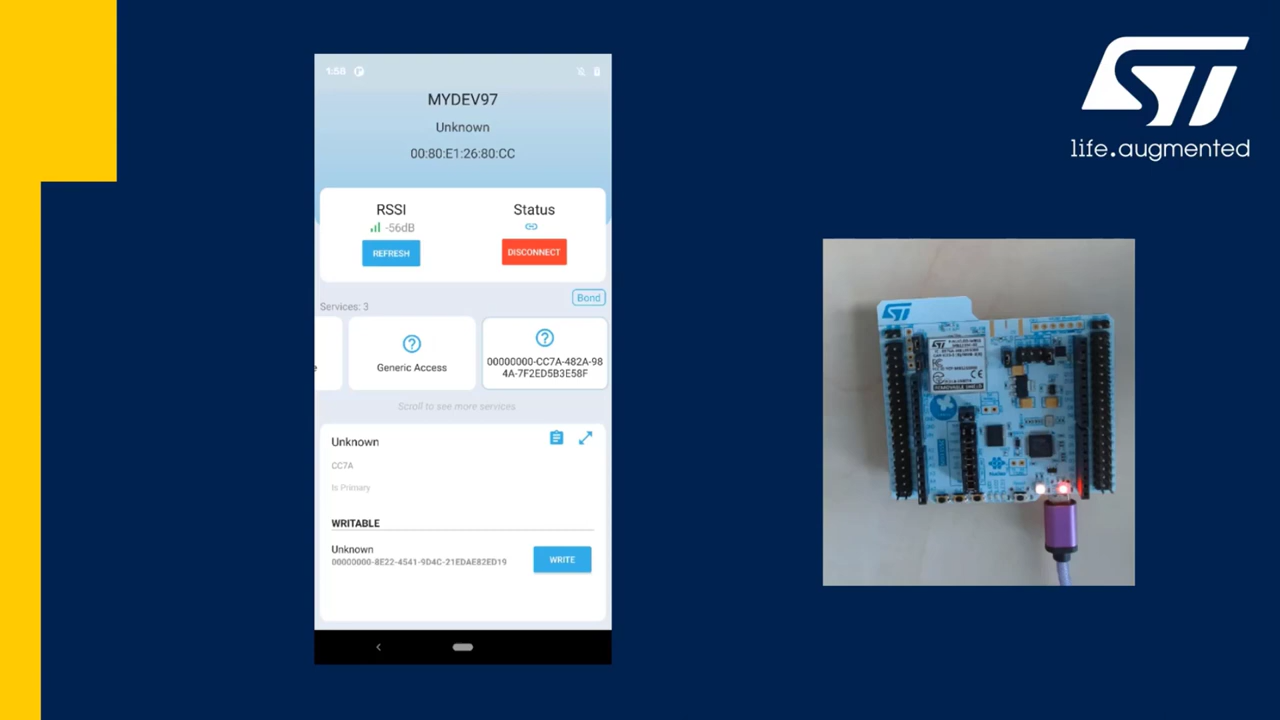 1:58
MYDEV97
Unknown
00:80:E1:26:80:CC
RSSI
-56dB
REFRESH
Status
DISCONNECT
Services: 3
Bond
e
Generic Access
00000000-CC7A-482A-98
4A-7F2ED5B3E58F
Scroll to see more services
Unknown
CC7A
Is Primary
WRITABLE
Unknown
00000000-8E22-4541-9D4C-21EDAE82ED19
WRITE
ST
life.augmented
ST